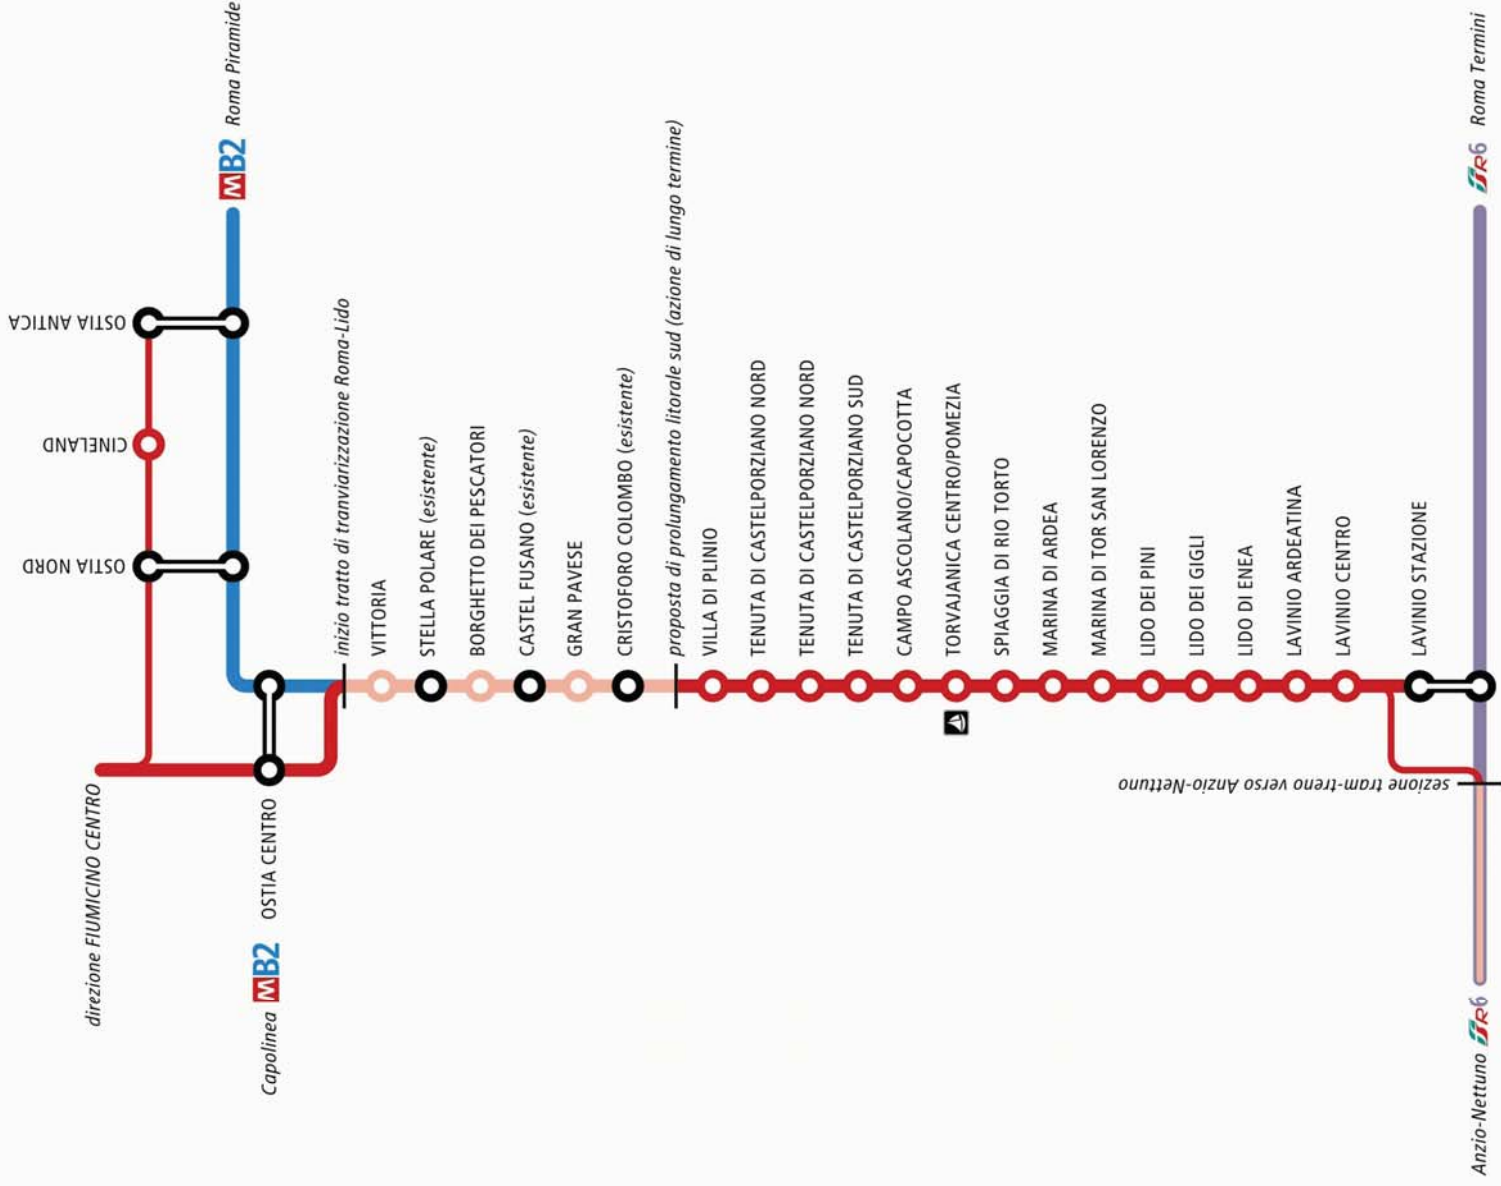 OSTIA ANTICA
CINELAND
OSTIA NORD
MB2 Roma Piramide
direzione FIUMICINO CENTRO
Capolinea MB2 OSTIA CENTRO
inizio tratto di tranviarizzazione Roma-Lido
VITTORIA
STELLA POLARE (esistente)
BORGHETTO DEI PESCATORI
CASTEL FUSANO (esistente)
GRAN PAVESE
CRISTOFORO COLOMBO (esistente)
proposta di prolungamento litorale sud (azione di lungo termine)
VILLA DI PLINIO
TENUTA DI CASTELPORZIANO NORD
TENUTA DI CASTELPORZIANO NORD
TENUTA DI CASTELPORZIANO SUD
CAMPO ASCOLANO/CAPOCOTTA
TORVAJANICA CENTRO/POMEZIA
SPIAGGIA DI RIO TORTO
MARINA DI ARDEA
MARINA DI TOR SAN LORENZO
LIDO DEI PINI
LIDO DEI GIGLI
LIDO DI ENEA
LAVINIO ARDEATINA
LAVINIO CENTRO
LAVINIO STAZIONE
sezione tram-treno verso Anzio-Nettuno
FR6 Roma Termini
Anzio-Nettuno FR6